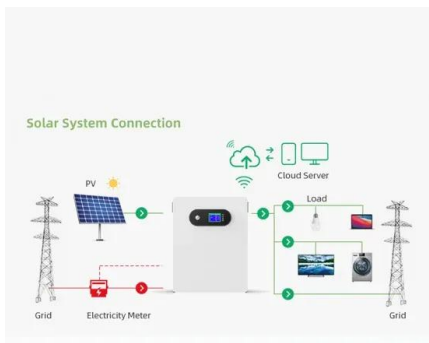 Solar System Connection
Cloud Server
PV
Load
Grid
Electricity Meter
Grid